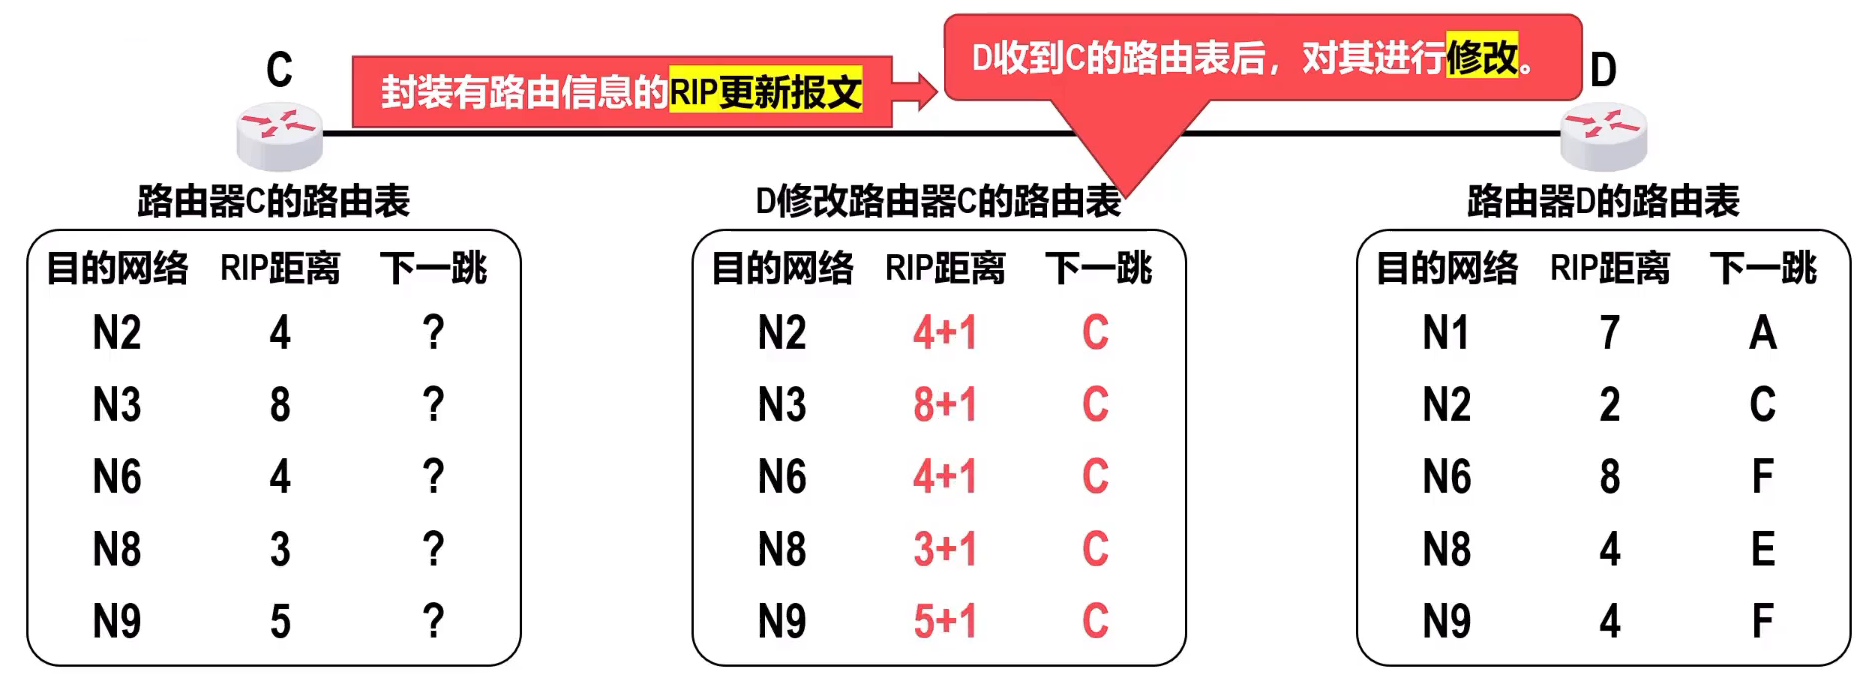 C
封装有路由信息的RIP更新报文
D收到C的路由表后，对其进行修改。
D
路由器C的路由表
目的网络 RIP距离 下一跳
N2 4 ?
N3 8 ?
N6 4 ?
N8 3 ?
N9 5 ?
D修改路由器C的路由表
目的网络 RIP距离 下一跳
N2 4+1 C
N3 8+1 C
N6 4+1 C
N8 3+1 C
N9 5+1 C
路由器D的路由表
目的网络 RIP距离 下一跳
N1 7 A
N2 2 C
N6 8 F
N8 4 E
N9 4 F